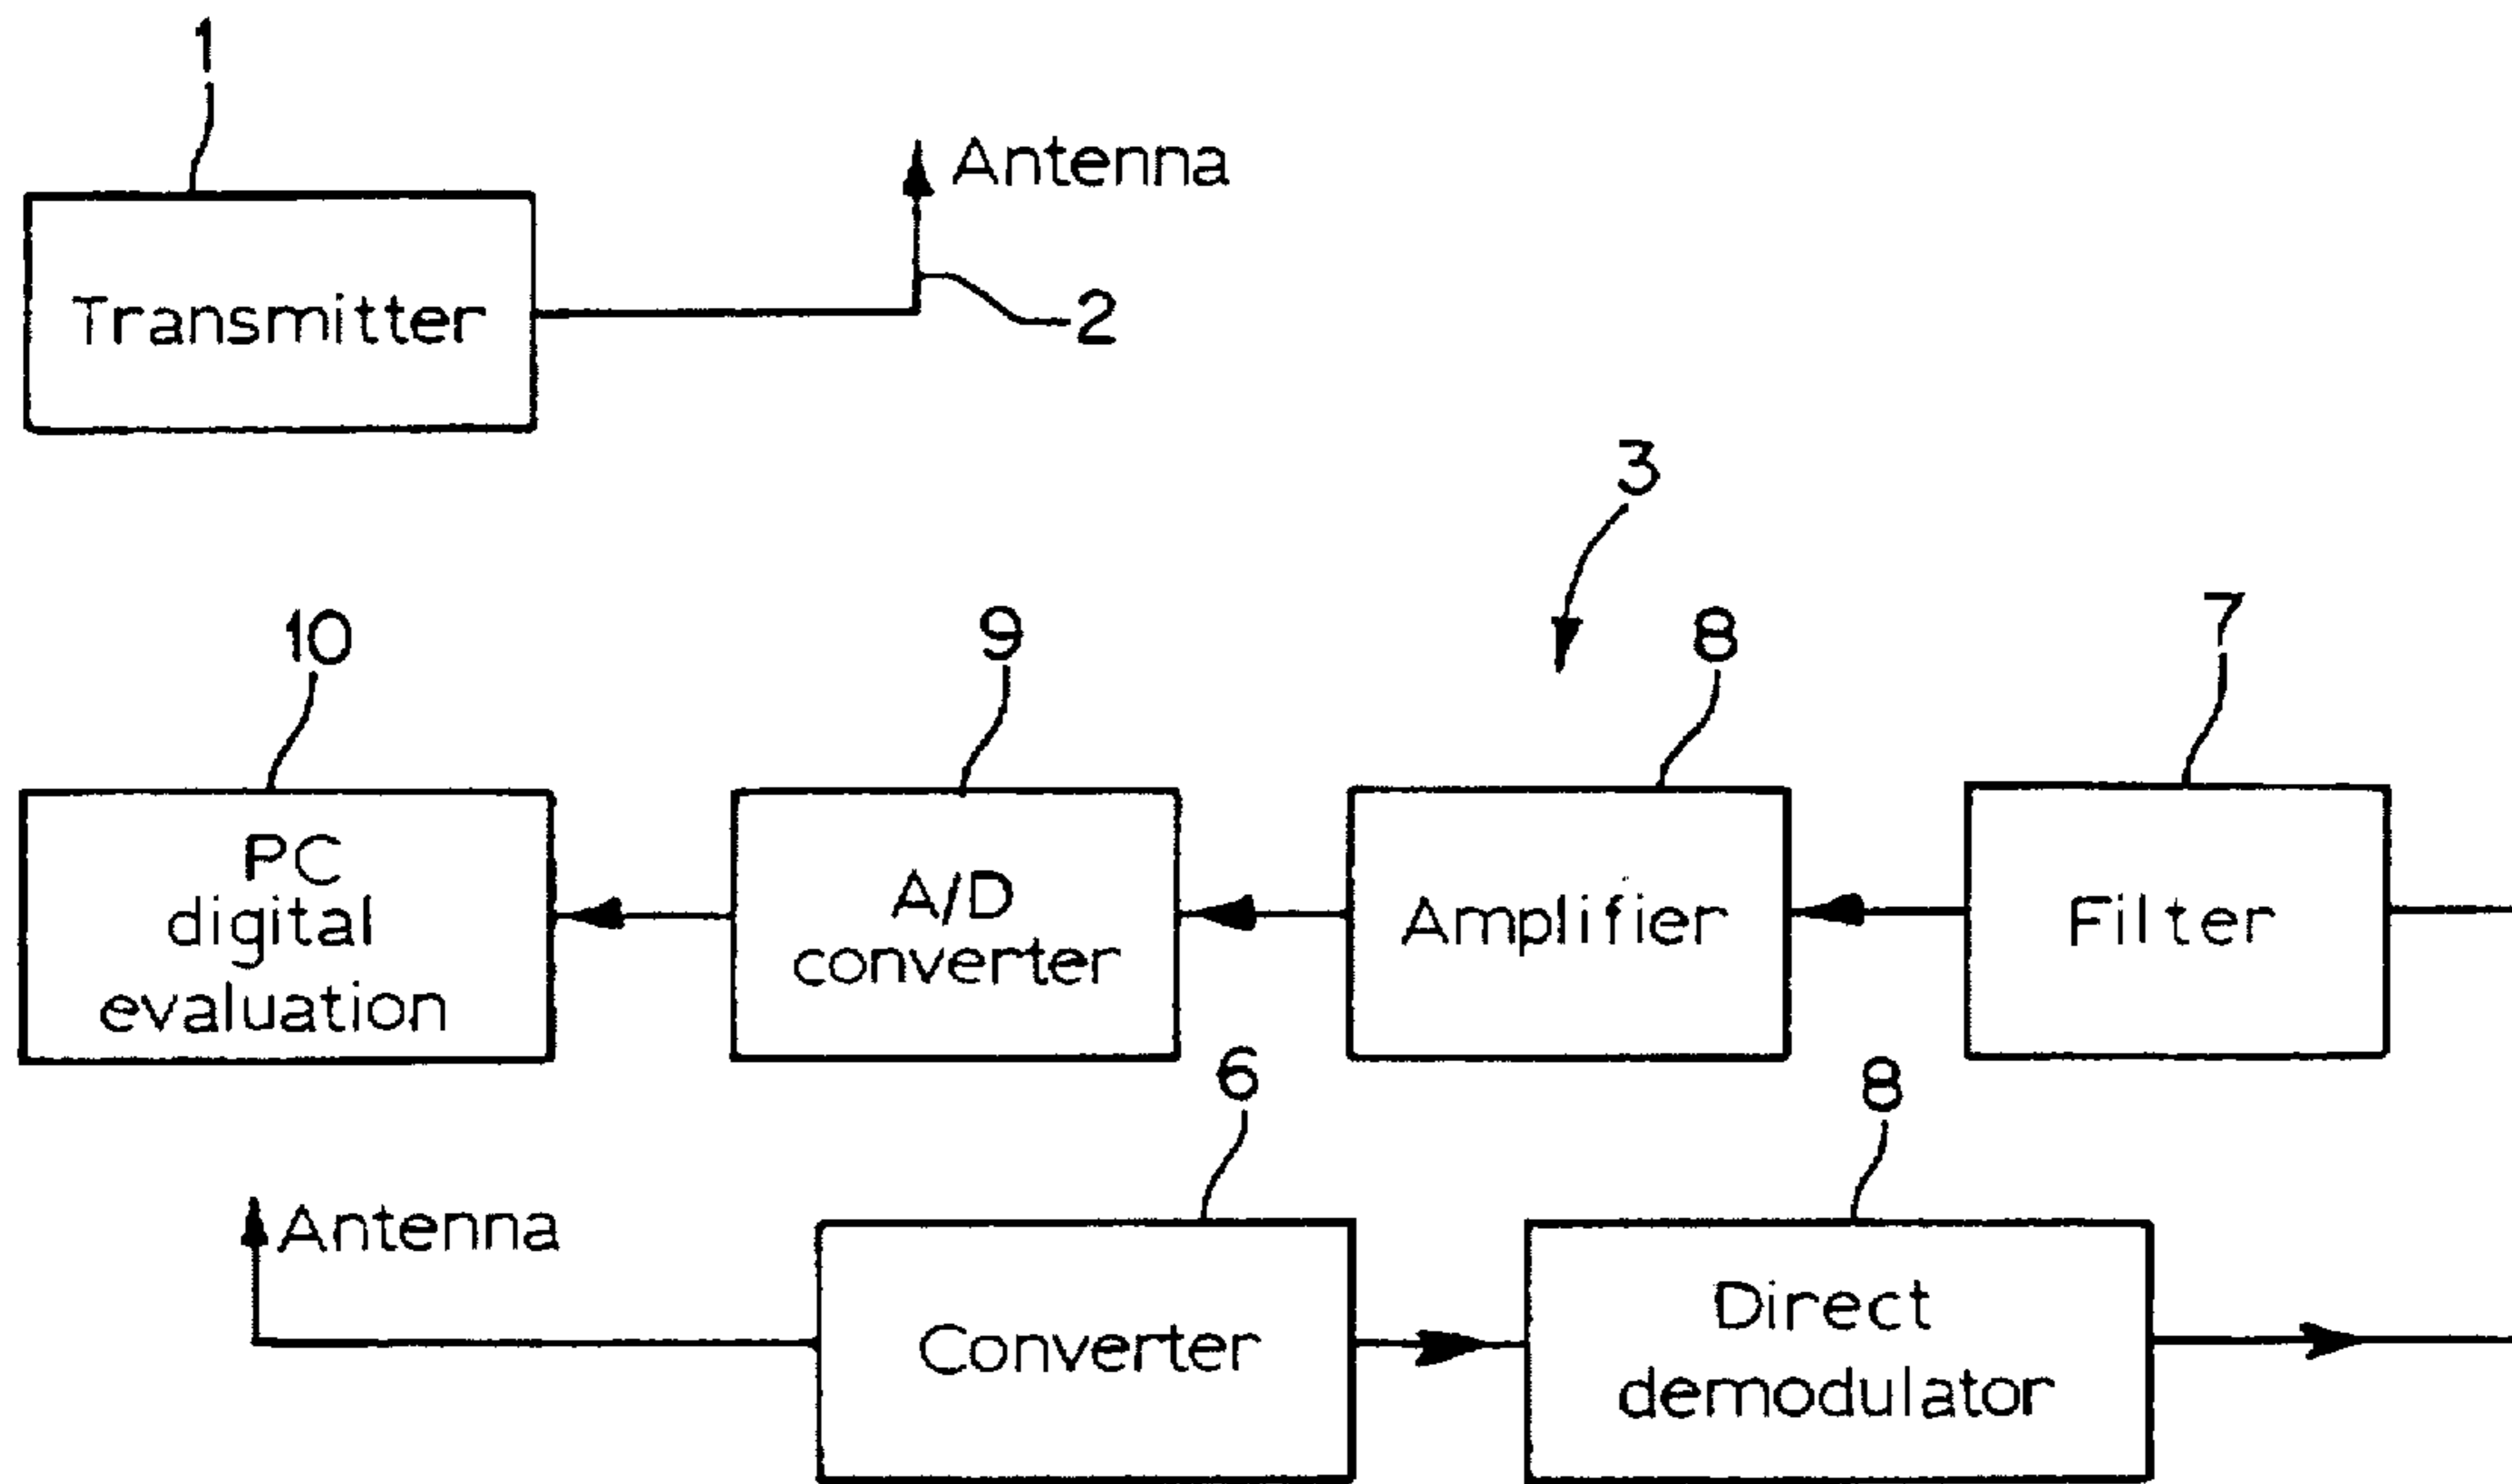 1
Antenna
Transmitter
2
3
10
9
8
7
PC
digital
evaluation
A/D
converter
Amplifier
Filter
6
8
Antenna
Converter
Direct
demodulator